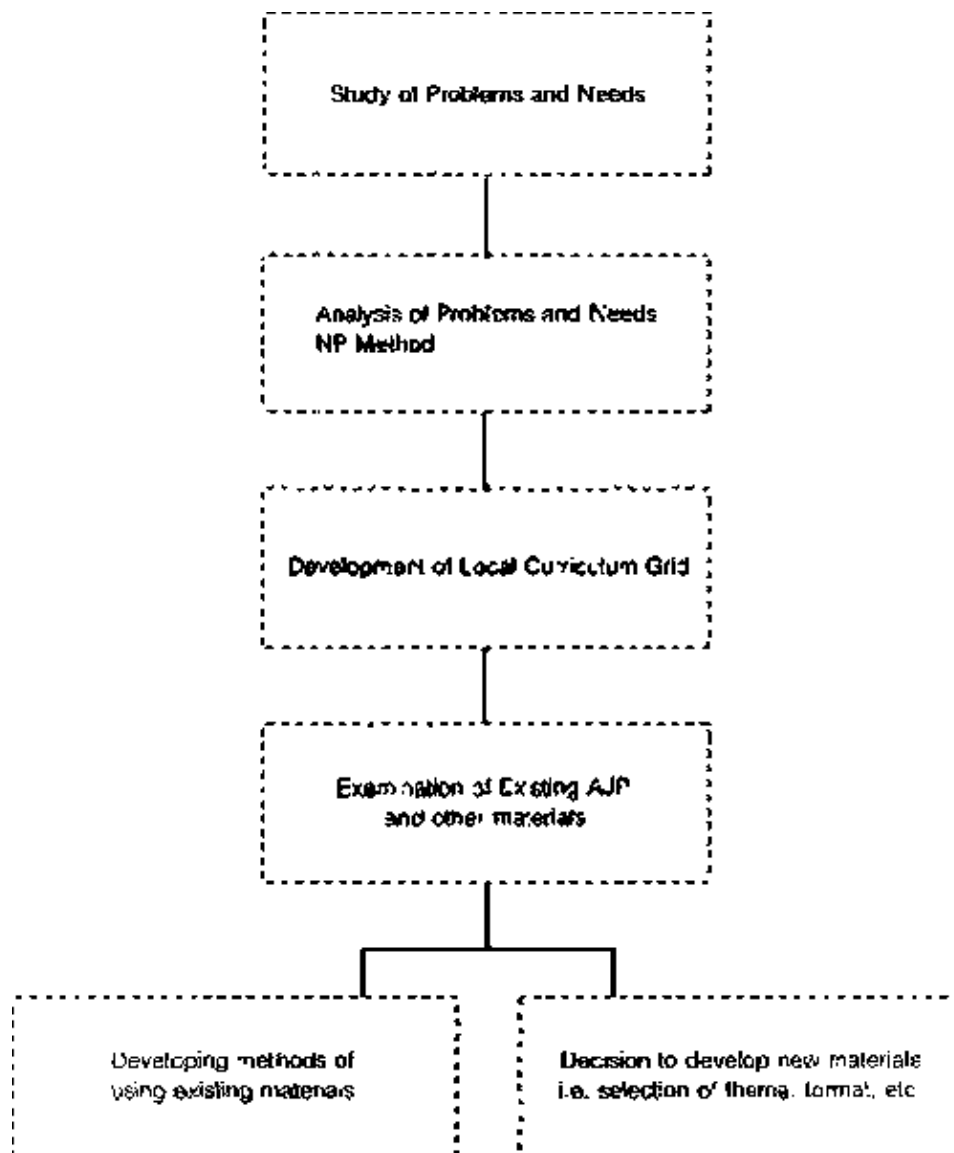 Study of Problems and Needs
Analysis of Problems and Needs
NP Method
Development of Local Curriculum Grid
Examination of Existing AJP
and other materials
Developing methods of
using existing materials
Decision to develop new materials
i.e. selection of theme, format, etc